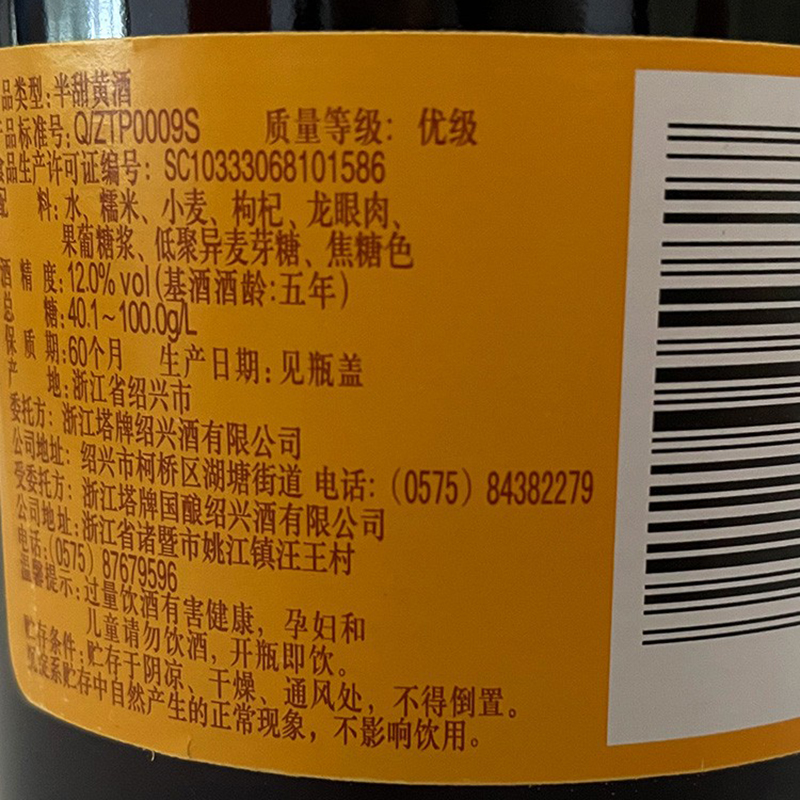 品类型:半甜黄酒
产品标准号:Q/ZTP0009S 质量等级：优级
食品生产许可证编号：SC10333068101586
配 料:水、糯米、小麦、枸杞、龙眼肉、
果葡糖浆、低聚异麦芽糖、焦糖色
酒 精 度:12.0% vol(基酒酒龄:五年)
总 糖:40.1~100.0g/L
保 质 期:60个月 生产日期:见瓶盖
产 地:浙江省绍兴市
委托方：浙江塔牌绍兴酒有限公司
公司地址：绍兴市柯桥区湖塘街道 电话:（0575）84382279
受委托方：浙江塔牌国酿绍兴酒有限公司
公司地址:浙江省诸暨市姚江镇汪王村
电话:(0575) 87679596
温馨提示:过量饮酒有害健康，孕妇和
儿童请勿饮酒，开瓶即饮。
贮存条件:贮存于阴凉、干燥、通风处，不得倒置。
沉淀系贮存中自然产生的正常现象，不影响饮用。